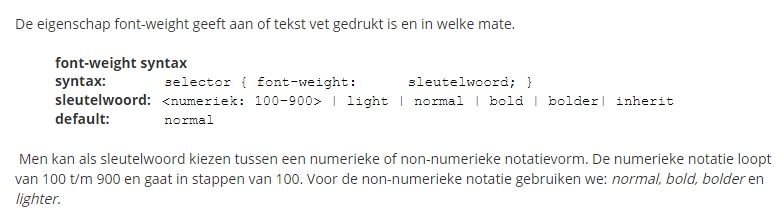 De eigenschap font-weight geeft aan of tekst vet gedrukt is en in welke mate.
font-weight syntax
syntax: selector { font-weight: sleutelwoord; }
sleutelwoord: <numeriek: 100-900> | light | normal | bold | bolder| inherit
default: normal
Men kan als sleutelwoord kiezen tussen een numerieke of non-numerieke notatievorm. De numerieke notatie loopt
van 100 t/m 900 en gaat in stappen van 100. Voor de non-numerieke notatie gebruiken we: normal, bold, bolder en
lighter.